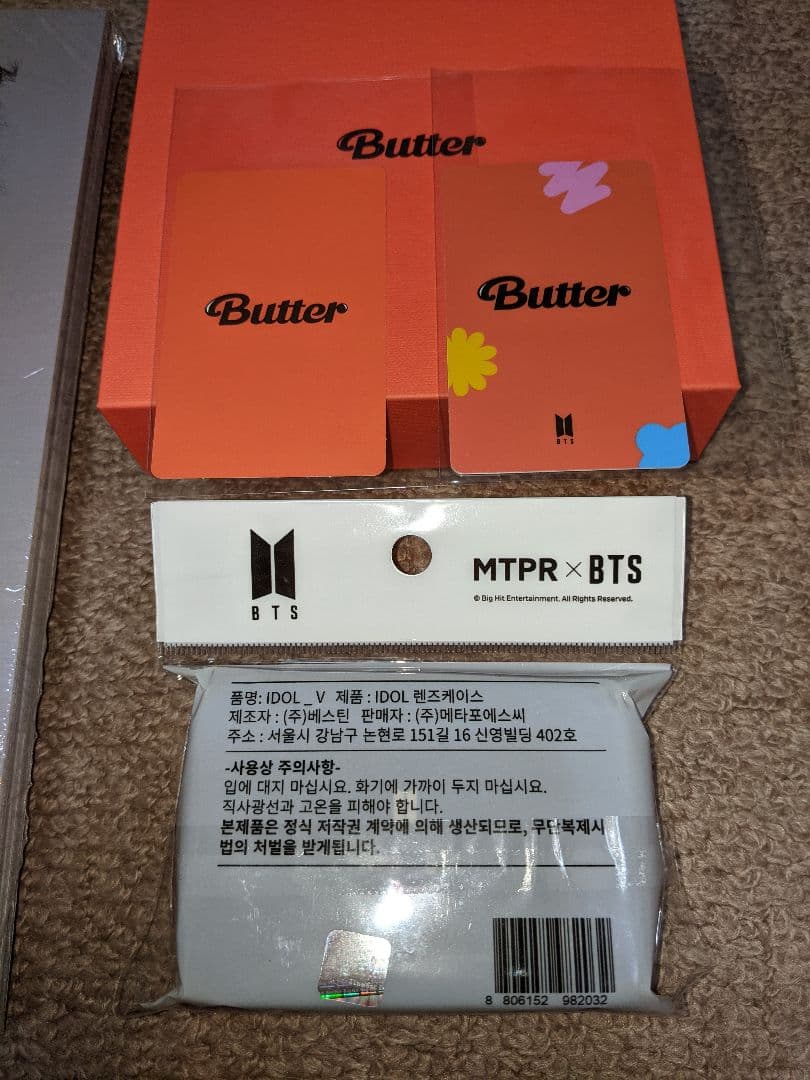 Butter
Butter
Butter
BTS
BTS
MTPR × BTS
© Big Hit Entertainment. All Rights Reserved.
품명: IDOL _ V 제품 : IDOL 렌즈케이스
제조자 : (주)베스틴 판매자 : (주)메타포에스씨
주소 : 서울시 강남구 논현로 151길 16 신영빌딩 402호
-사용상 주의사항-
입에 대지 마십시요. 화기에 가까이 두지 마십시요.
직사광선과 고온을 피해야 합니다.
본제품은 정식 저작권 계약에 의해 생산되므로, 무단복제시
법의 처벌을 받게됩니다.
8 806152 982032